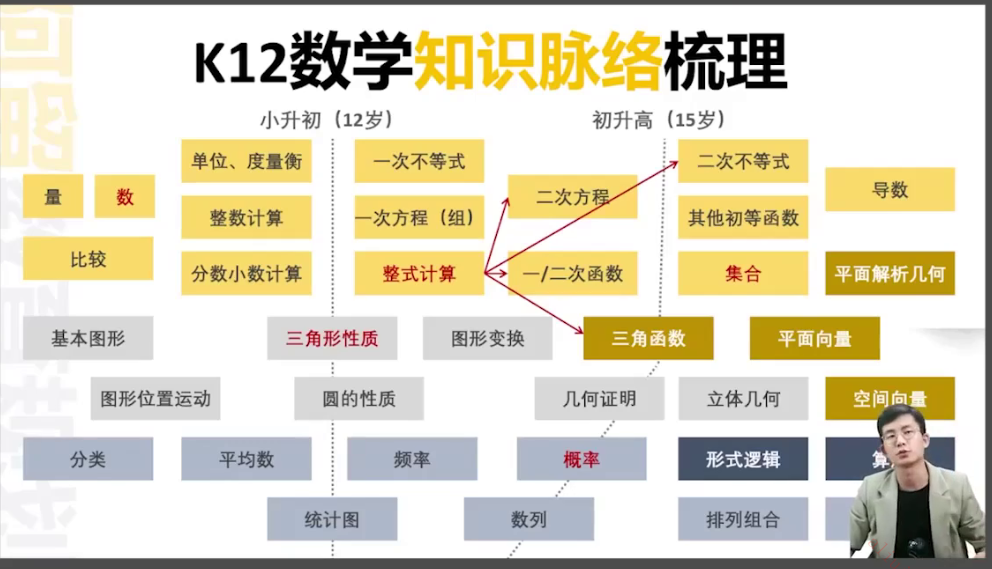 K12数学知识脉络梳理
小升初（12岁）
初升高（15岁）
单位、度量衡
一次不等式
二次不等式
量
数
二次方程
导数
整数计算
一次方程（组）
其他初等函数
比较
分数小数计算
整式计算
一/二次函数
集合
平面解析几何
基本图形
三角形性质
图形变换
三角函数
平面向量
图形位置运动
圆的性质
几何证明
立体几何
空间向量
分类
平均数
频率
概率
形式逻辑
统计图
数列
排列组合